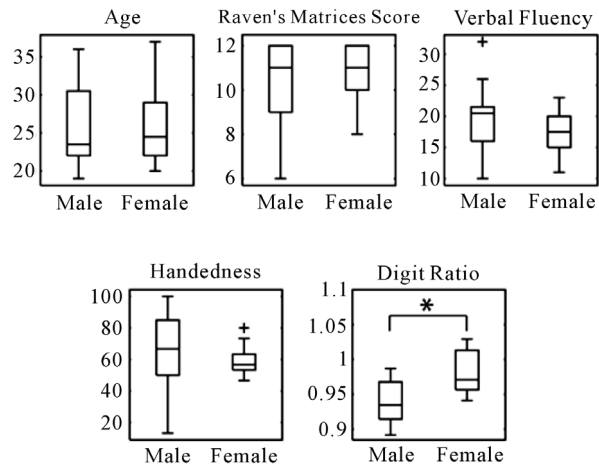 Age
Raven's Matrices Score
Verbal Fluency
35
30
25
20
12
10
8
6
30
25
20
15
10
Male Female
Male Female
Male Female
Handedness
Digit Ratio
100
80
60
40
20
1.1
1.05
1
0.95
0.9
*
Male Female
Male Female